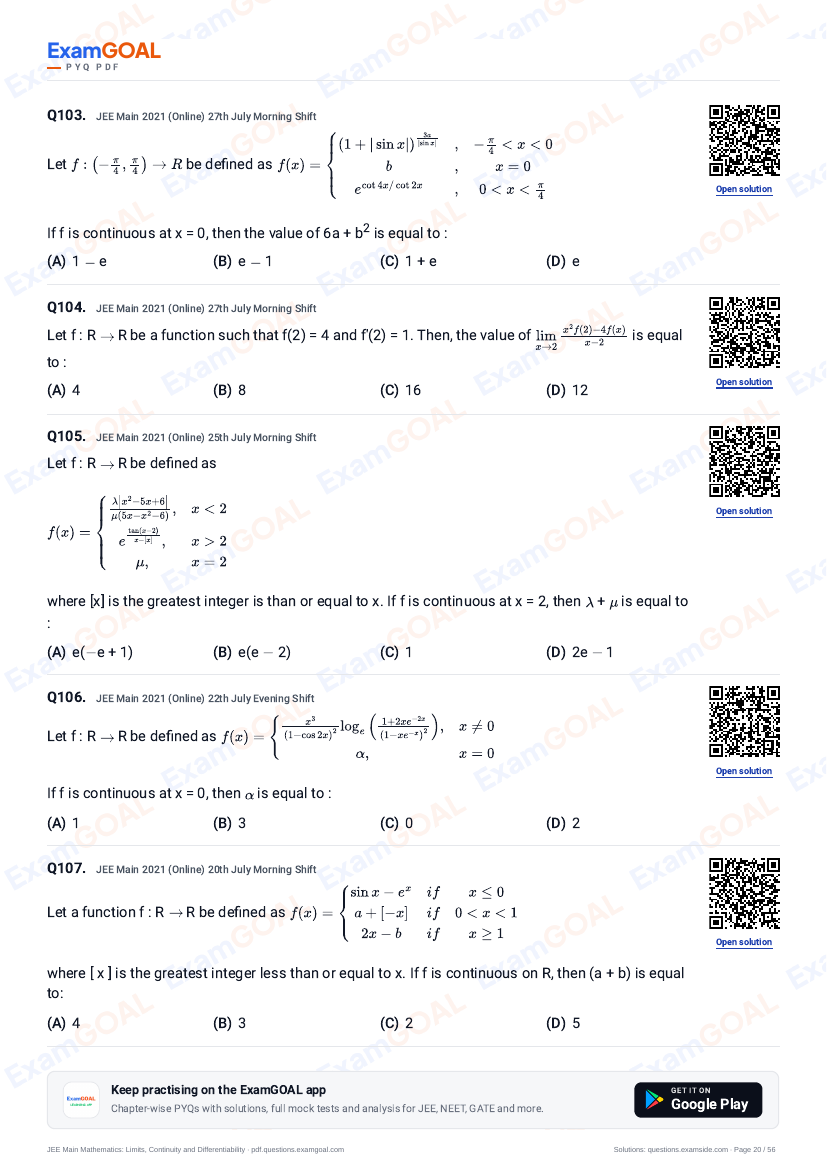 ExamGOAL
PYQ PDF
Q103. JEE Main 2021 (Online) 27th July Morning Shift
Let f : (−π/4, π/4) → R be defined as f(x) = { (1 + |sin x|)^(3a/|sin x|) , −π/4 < x < 0
b , x = 0
e^(cot 4x/ cot 2x) , 0 < x < π/4
Open solution
If f is continuous at x = 0, then the value of 6a + b² is equal to :
(A) 1 − e (B) e − 1 (C) 1 + e (D) e
Q104. JEE Main 2021 (Online) 27th July Morning Shift
Let f : R → R be a function such that f(2) = 4 and f'(2) = 1. Then, the value of lim x→2 (x²f(2)−4f(x))/(x−2) is equal
to :
Open solution
(A) 4 (B) 8 (C) 16 (D) 12
Q105. JEE Main 2021 (Online) 25th July Morning Shift
Let f : R → R be defined as
Open solution
f(x) = { λ|x²−5x+6| / μ(5x−x²−6), x < 2
e^(tan(x−2)/(x−[x])), x > 2
μ, x = 2
where [x] is the greatest integer is than or equal to x. If f is continuous at x = 2, then λ + μ is equal to
:
(A) e(−e + 1) (B) e(e − 2) (C) 1 (D) 2e − 1
Q106. JEE Main 2021 (Online) 22th July Evening Shift
Let f : R → R be defined as f(x) = { x³/(1−cos 2x)² logₑ ((1+2xe^(−2x))/(1−xe^(−x))²), x ≠ 0
α, x = 0
Open solution
If f is continuous at x = 0, then α is equal to :
(A) 1 (B) 3 (C) 0 (D) 2
Q107. JEE Main 2021 (Online) 20th July Morning Shift
Let a function f : R → R be defined as f(x) = { sin x − e^x if x ≤ 0
a + [−x] if 0 < x < 1
2x − b if x ≥ 1
Open solution
where [ x ] is the greatest integer less than or equal to x. If f is continuous on R, then (a + b) is equal
to:
(A) 4 (B) 3 (C) 2 (D) 5
Keep practising on the ExamGOAL app
Chapter-wise PYQs with solutions, full mock tests and analysis for JEE, NEET, GATE and more.
GET IT ON
Google Play
JEE Main Mathematics: Limits, Continuity and Differentiability · pdf.questions.examgoal.com
Solutions: questions.examside.com · Page 20 / 56